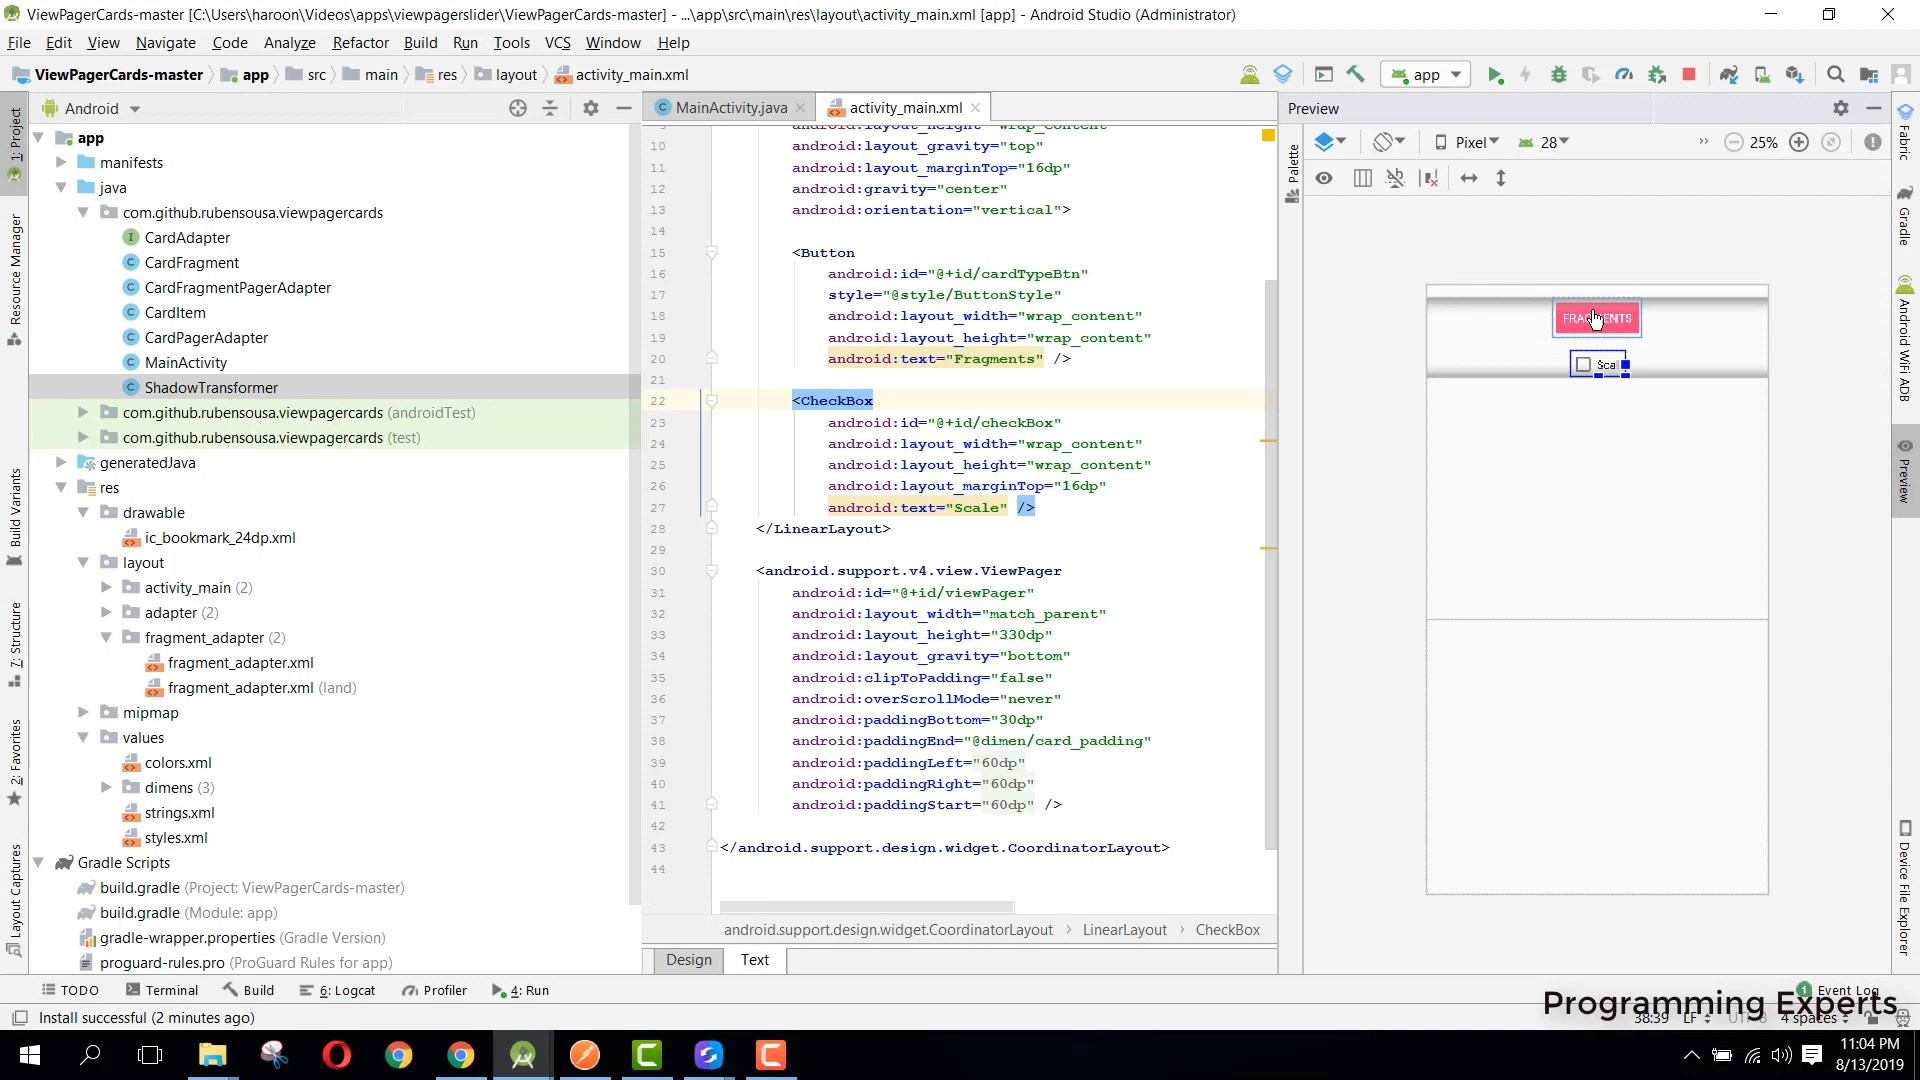 ViewPagerCards-master [C:\Users\haroon\Videos\apps\viewpagerslider\ViewPagerCards-master] - ...\app\src\main\res\layout\activity_main.xml [app] - Android Studio (Administrator)
File Edit View Navigate Code Analyze Refactor Build Run Tools VCS Window Help
ViewPagerCards-master app src main res layout activity_main.xml
app
Android
MainActivity.java
activity_main.xml
Preview
1: Project
Resource Manager
Build Variants
7: Structure
2: Favorites
Layout Captures
app
manifests
java
com.github.rubensousa.viewpagercards
CardAdapter
CardFragment
CardFragmentPagerAdapter
CardItem
CardPagerAdapter
MainActivity
ShadowTransformer
com.github.rubensousa.viewpagercards (androidTest)
com.github.rubensousa.viewpagercards (test)
generatedJava
res
drawable
ic_bookmark_24dp.xml
layout
activity_main (2)
adapter (2)
fragment_adapter (2)
fragment_adapter.xml
fragment_adapter.xml (land)
mipmap
values
colors.xml
dimens (3)
strings.xml
styles.xml
Gradle Scripts
build.gradle (Project: ViewPagerCards-master)
build.gradle (Module: app)
gradle-wrapper.properties (Gradle Version)
proguard-rules.pro (ProGuard Rules for app)
9 android:layout_height="wrap_content"
10 android:layout_gravity="top"
11 android:layout_marginTop="16dp"
12 android:gravity="center"
13 android:orientation="vertical">
14
15 <Button
16 android:id="@+id/cardTypeBtn"
17 style="@style/ButtonStyle"
18 android:layout_width="wrap_content"
19 android:layout_height="wrap_content"
20 android:text="Fragments" />
21
22 <CheckBox
23 android:id="@+id/checkBox"
24 android:layout_width="wrap_content"
25 android:layout_height="wrap_content"
26 android:layout_marginTop="16dp"
27 android:text="Scale" />
28 </LinearLayout>
29
30 <android.support.v4.view.ViewPager
31 android:id="@+id/viewPager"
32 android:layout_width="match_parent"
33 android:layout_height="330dp"
34 android:layout_gravity="bottom"
35 android:clipToPadding="false"
36 android:overScrollMode="never"
37 android:paddingBottom="30dp"
38 android:paddingEnd="@dimen/card_padding"
39 android:paddingLeft="60dp"
40 android:paddingRight="60dp"
41 android:paddingStart="60dp" />
42
43 </android.support.design.widget.CoordinatorLayout>
44
android.support.design.widget.CoordinatorLayout > LinearLayout > CheckBox
Design Text
Palette
Pixel 28 25%
Scal
Fabric
Gradle
Android WiFi ADB
Preview
Device File Explorer
TODO Terminal Build 6: Logcat Profiler 4: Run
1 Event Log
Install successful (2 minutes ago)
38:39 LF UTF-8 4 spaces
Programming Experts
11:04 PM
8/13/2019